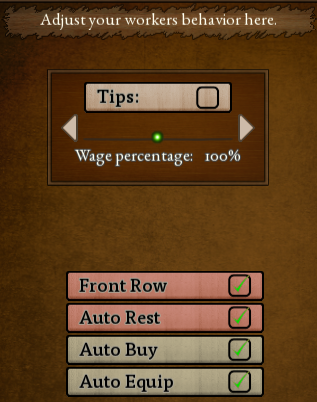 Adjust your workers behavior here.
Tips:
Wage percentage: 100%
Front Row
Auto Rest
Auto Buy
Auto Equip